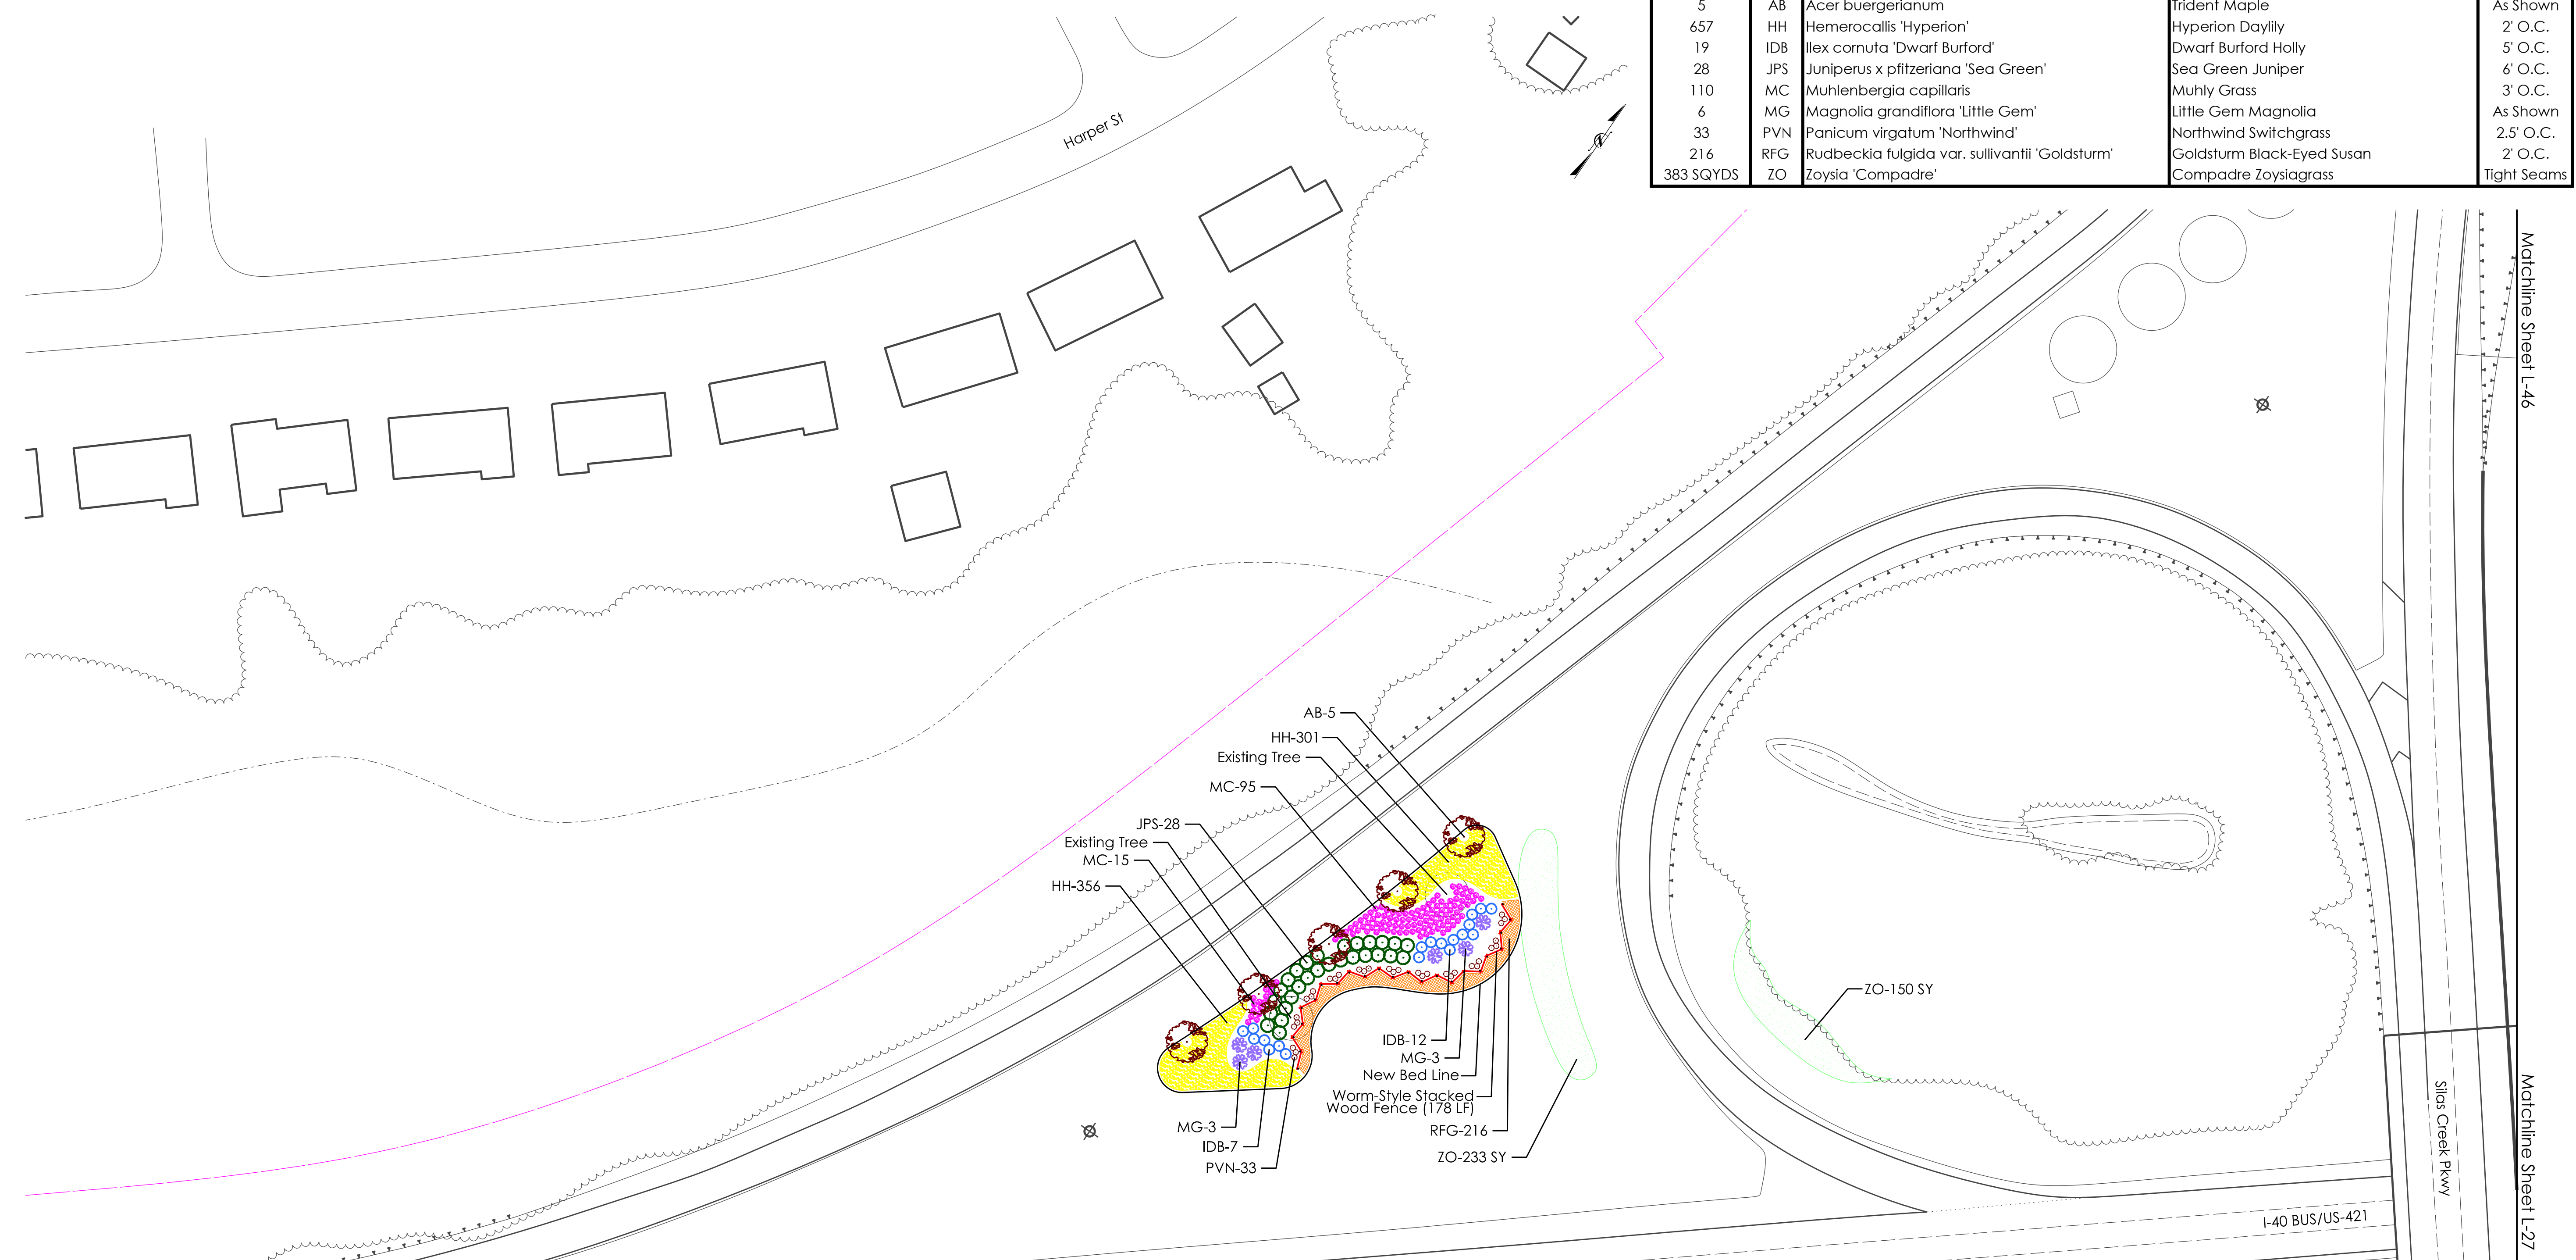 5 AB Acer buergerianum Trident Maple As Shown
657 HH Hemerocallis 'Hyperion' Hyperion Daylily 2' O.C.
19 IDB Ilex cornuta 'Dwarf Burford' Dwarf Burford Holly 5' O.C.
28 JPS Juniperus x pfitzeriana 'Sea Green' Sea Green Juniper 6' O.C.
110 MC Muhlenbergia capillaris Muhly Grass 3' O.C.
6 MG Magnolia grandiflora 'Little Gem' Little Gem Magnolia As Shown
33 PVN Panicum virgatum 'Northwind' Northwind Switchgrass 2.5' O.C.
216 RFG Rudbeckia fulgida var. sullivantii 'Goldsturm' Goldsturm Black-Eyed Susan 2' O.C.
383 SQYDS ZO Zoysia 'Compadre' Compadre Zoysiagrass Tight Seams
Harper St
N
Matchline Sheet L-46
AB-5
HH-301
Existing Tree
MC-95
JPS-28
Existing Tree
MC-15
HH-356
ZO-150 SY
IDB-12
MG-3
New Bed Line
Worm-Style Stacked
Wood Fence (178 LF)
RFG-216
ZO-233 SY
MG-3
IDB-7
PVN-33
Silas Creek Pkwy
Matchline Sheet L-27
I-40 BUS/US-421